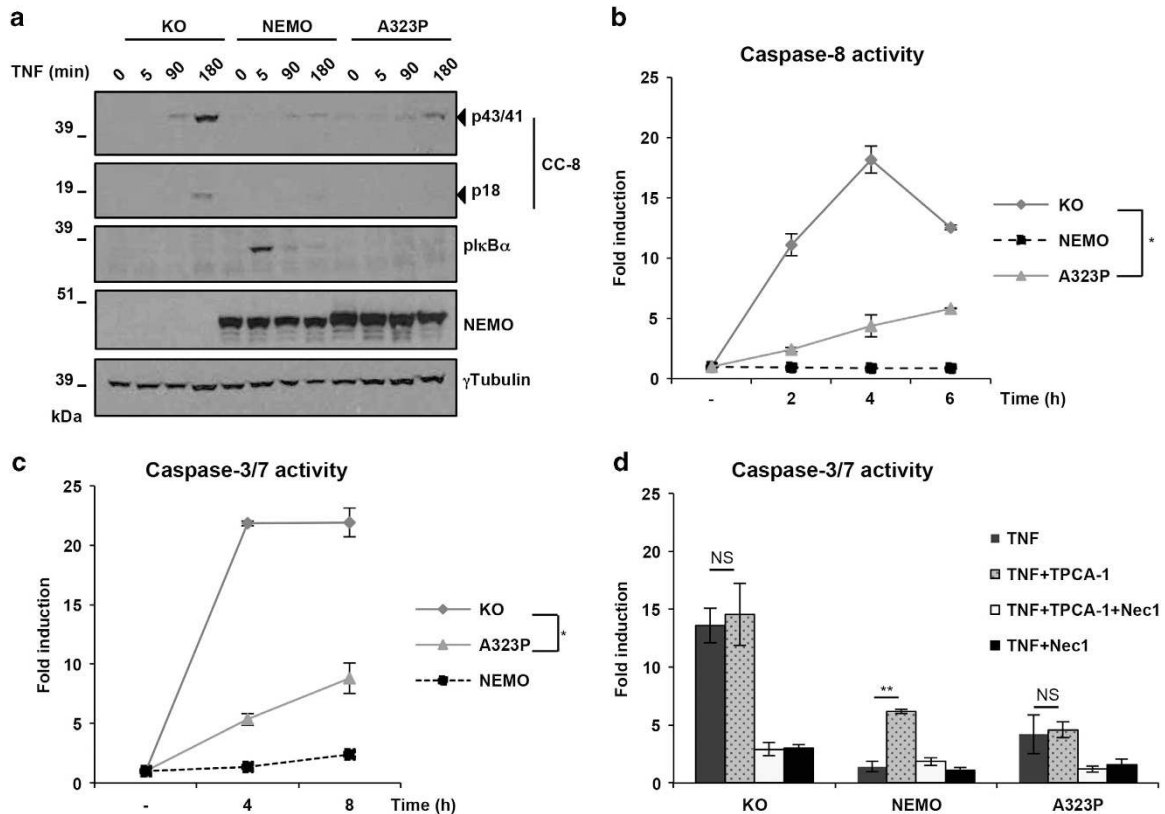 a
KO NEMO A323P
TNF (min) 0 5 90 180 0 5 90 180 0 5 90 180
39
p43/41
CC-8
19
p18
39
pIκBα
51
NEMO
39
γTubulin
kDa
b
Caspase-8 activity
Fold induction
25
20
15
10
5
0
- 2 4 6 Time (h)
KO
NEMO
A323P
*
c
Caspase-3/7 activity
Fold induction
25
20
15
10
5
0
- 4 8 Time (h)
KO
A323P
NEMO
*
d
Caspase-3/7 activity
Fold induction
25
20
15
10
5
0
NS
**
NS
KO NEMO A323P
TNF
TNF+TPCA-1
TNF+TPCA-1+Nec1
TNF+Nec1